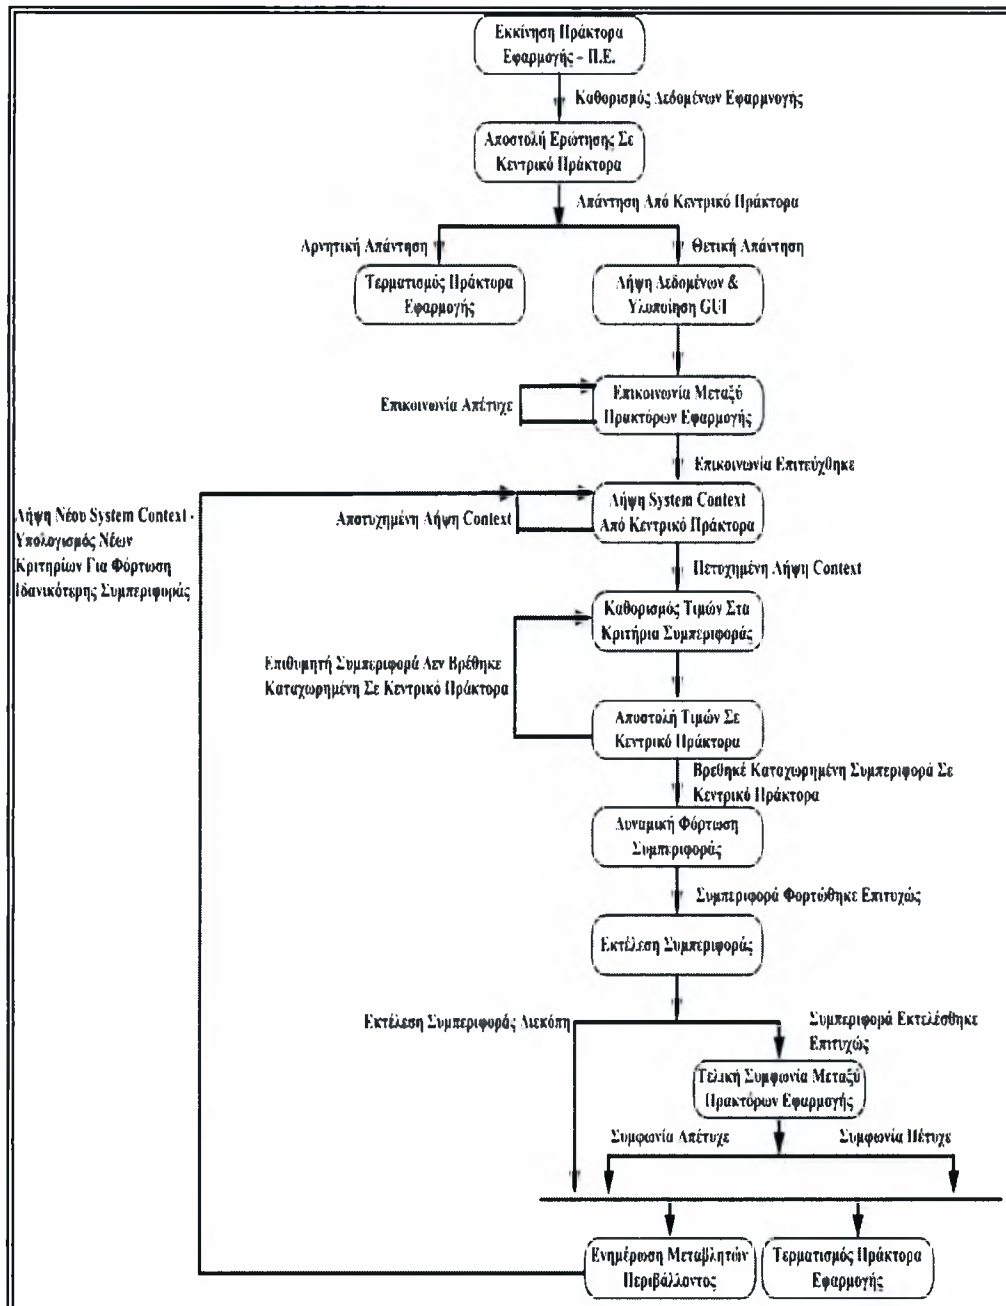 Εκκίνηση Πράκτορα
Εφαρμογής – Π.Ε.
Καθορισμός Δεδομένων Εφαρμνογής
Αποστολή Ερώτησης Σε
Κεντρικό Πράκτορα
Απάντηση Από Κεντρικό Πράκτορα
Αρνητική Απάντηση
Θετική Απάντηση
Τερματισμός Πράκτορα
Εφαρμογής
Λήψη Δεδομένων &
Υλοποίηση GUI
Επικοινωνία Απέτυχε
Επικοινωνία Μεταξύ
Πρακτόρων Εφαρμογής
Επικοινωνία Επιτεύχθηκε
Λήψη Νέου System Context -
Υπολογισμός Νέων
Κριτηρίων Για Φόρτωση
Ιδανικότερης Συμπεριφοράς
Αποτυχημένη Λήψη Context
Λήψη System Context
Από Κεντρικό Πράκτορα
Πετυχημένη Λήψη Context
Καθορισμός Τιμών Στα
Κριτήρια Συμπεριφοράς
Επιθυμητή Συμπεριφορά Δεν Βρέθηκε
Καταχωρημένη Σε Κεντρικό Πράκτορα
Αποστολή Τιμών Σε
Κεντρικό Πράκτορα
Βρεθηκέ Καταχωρημένη Συμπεριφορά Σε
Κεντρικό Πράκτορα
Δυναμική Φόρτωση
Συμπεριφοράς
Συμπεριφορά Φορτώθηκε Επιτυχώς
Εκτέλεση Συμπεριφοράς
Εκτέλεση Συμπεριφοράς Διεκόπη
Συμπεριφορά Εκτελέσθηκε
Επιτυχώς
Τελική Συμφωνία Μεταξύ
Πρακτόρων Εφαρμογής
Συμφωνία Απέτυχε
Συμφωνία Πέτυχε
Ενημέρωση Μεταβλητών
Περιβάλλοντος
Τερματισμός Πράκτορα
Εφαρμογής